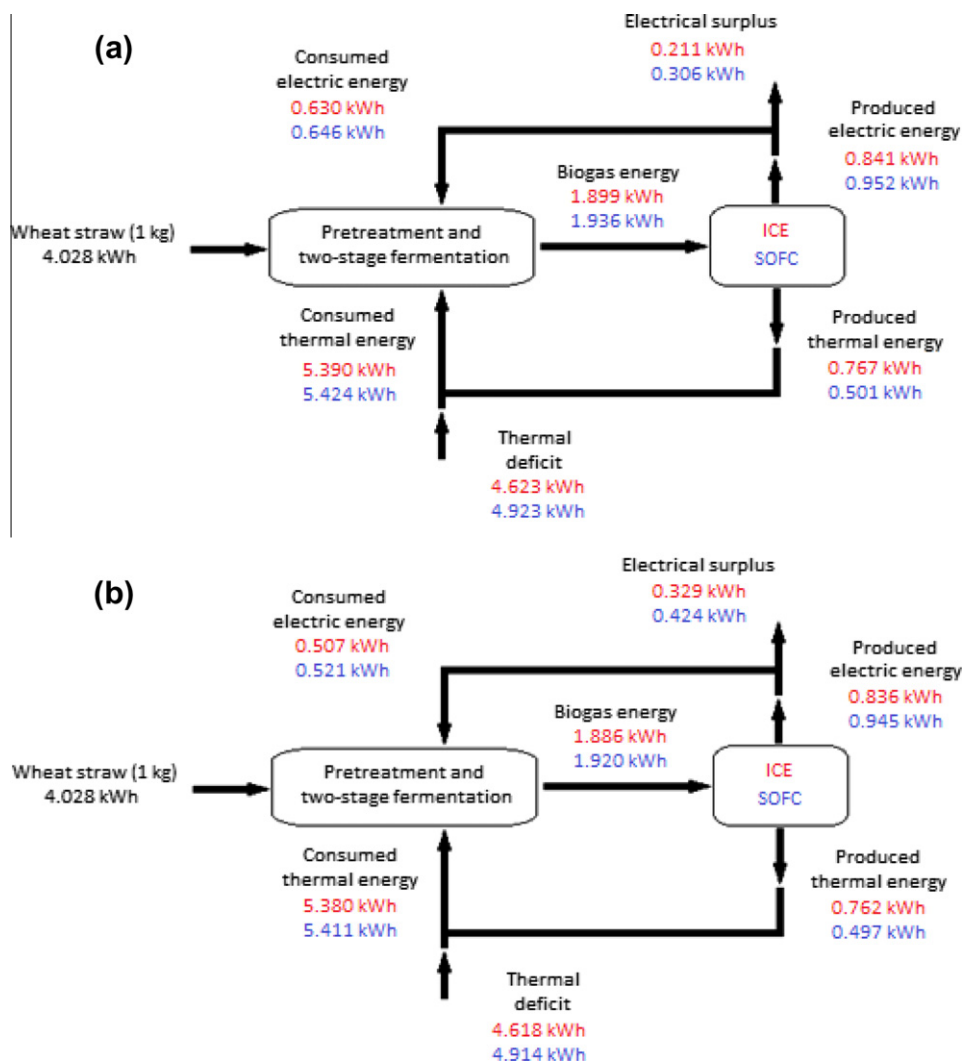 (a)
Electrical surplus
0.211 kWh
0.306 kWh
Consumed
electric energy
0.630 kWh
0.646 kWh
Produced
electric energy
0.841 kWh
0.952 kWh
Biogas energy
1.899 kWh
1.936 kWh
Wheat straw (1 kg)
4.028 kWh
Pretreatment and
two-stage fermentation
ICE
SOFC
Consumed
thermal energy
5.390 kWh
5.424 kWh
Produced
thermal energy
0.767 kWh
0.501 kWh
Thermal
deficit
4.623 kWh
4.923 kWh
(b)
Electrical surplus
0.329 kWh
0.424 kWh
Consumed
electric energy
0.507 kWh
0.521 kWh
Produced
electric energy
0.836 kWh
0.945 kWh
Biogas energy
1.886 kWh
1.920 kWh
Wheat straw (1 kg)
4.028 kWh
Pretreatment and
two-stage fermentation
ICE
SOFC
Consumed
thermal energy
5.380 kWh
5.411 kWh
Produced
thermal energy
0.762 kWh
0.497 kWh
Thermal
deficit
4.618 kWh
4.914 kWh